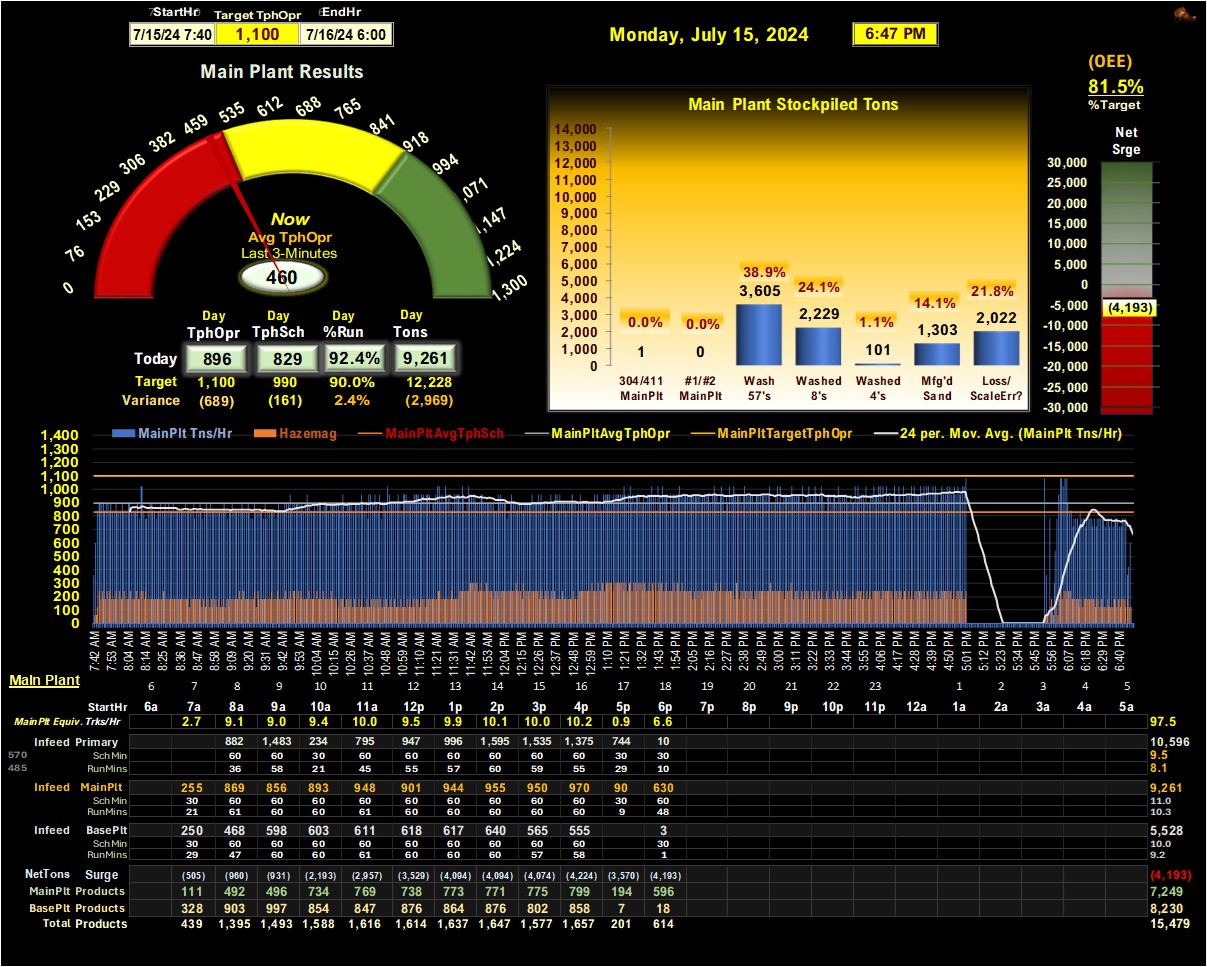 StartHr Target TphOpr EndHr
7/15/24 7:40 1,100 7/16/24 6:00
Monday, July 15, 2024 6:47 PM
(OEE)
81.5%
%Target
Main Plant Results
0 76 153 229 306 382 459 535 612 688 765 841 918 994 ,071 ,147 1,224 1,300
Now
Avg TphOpr
Last 3-Minutes
460
Day Day Day Day
TphOpr TphSch %Run Tons
Today 896 829 92.4% 9,261
Target 1,100 990 90.0% 12,228
Variance (689) (161) 2.4% (2,969)
Main Plant Stockpiled Tons
14,000
13,000
12,000
11,000
10,000
9,000
8,000
7,000
6,000
5,000
4,000
3,000
2,000
1,000
0
0.0% 0.0% 38.9% 24.1% 1.1% 14.1% 21.8%
1 0 3,605 2,229 101 1,303 2,022
304/411 #1/#2 Wash Washed Washed Mfg'd Loss/
MainPlt MainPlt 57's 8's 4's Sand ScaleErr?
Net
Srge
30,000
25,000
20,000
15,000
10,000
5,000
0
-5,000
-10,000
-15,000
-20,000
-25,000
-30,000
(4,193)
MainPlt Tns/Hr Hazemag MainPltAvgTphSch MainPltAvgTphOpr MainPltTargetTphOpr 24 per. Mov. Avg. (MainPlt Tns/Hr)
1,400
1,300
1,200
1,100
1,000
900
800
700
600
500
400
300
200
100
0
7:42 AM 7:53 AM 8:04 AM 8:14 AM 8:25 AM 8:36 AM 8:47 AM 8:58 AM 9:09 AM 9:20 AM 9:31 AM 9:42 AM 9:53 AM 10:04 AM 10:15 AM 10:26 AM 10:37 AM 10:48 AM 10:59 AM 11:10 AM 11:21 AM 11:31 AM 11:42 AM 11:53 AM 12:04 PM 12:15 PM 12:26 PM 12:37 PM 12:48 PM 12:59 PM 1:10 PM 1:21 PM 1:32 PM 1:43 PM 1:54 PM 2:05 PM 2:16 PM 2:27 PM 2:38 PM 2:49 PM 3:00 PM 3:11 PM 3:22 PM 3:33 PM 3:44 PM 3:55 PM 4:06 PM 4:17 PM 4:28 PM 4:39 PM 4:50 PM 5:01 PM 5:12 PM 5:23 PM 5:34 PM 5:45 PM 5:56 PM 6:07 PM 6:18 PM 6:29 PM 6:40 PM
Main Plant 6 7 8 9 10 11 12 13 14 15 16 17 18 19 20 21 22 23 1 2 3 4 5
StartHr 6a 7a 8a 9a 10a 11a 12p 1p 2p 3p 4p 5p 6p 7p 8p 9p 10p 11p 12a 1a 2a 3a 4a 5a
MainPlt Equiv. Trks/Hr 2.7 9.1 9.0 9.4 10.0 9.5 9.9 10.1 10.0 10.2 0.9 6.6 97.5
Infeed Primary 882 1,483 234 795 947 996 1,595 1,535 1,375 744 10 10,596
570 SchMin 60 60 30 60 60 60 60 60 60 30 30 9.5
485 RunMins 36 58 21 45 55 57 60 59 55 29 10 8.1
Infeed MainPlt 255 869 856 893 948 901 944 955 950 970 90 630 9,261
SchMin 30 60 60 60 60 60 60 60 60 60 30 60 11.0
RunMins 21 61 60 60 61 60 60 60 60 60 9 48 10.3
Infeed BasePlt 250 468 598 603 611 618 617 640 565 555 3 5,528
SchMin 30 60 60 60 60 60 60 60 60 60 30 10.0
RunMins 29 47 60 60 61 60 60 60 57 58 1 9.2
NetTons Surge (505) (960) (931) (2,193) (2,957) (3,529) (4,094) (4,094) (4,074) (4,224) (3,570) (4,193) (4,193)
MainPlt Products 111 492 496 734 769 738 773 771 775 799 194 596 7,249
BasePlt Products 328 903 997 854 847 876 864 876 802 858 7 18 8,230
Total Products 439 1,395 1,493 1,588 1,616 1,614 1,637 1,647 1,577 1,657 201 614 15,479